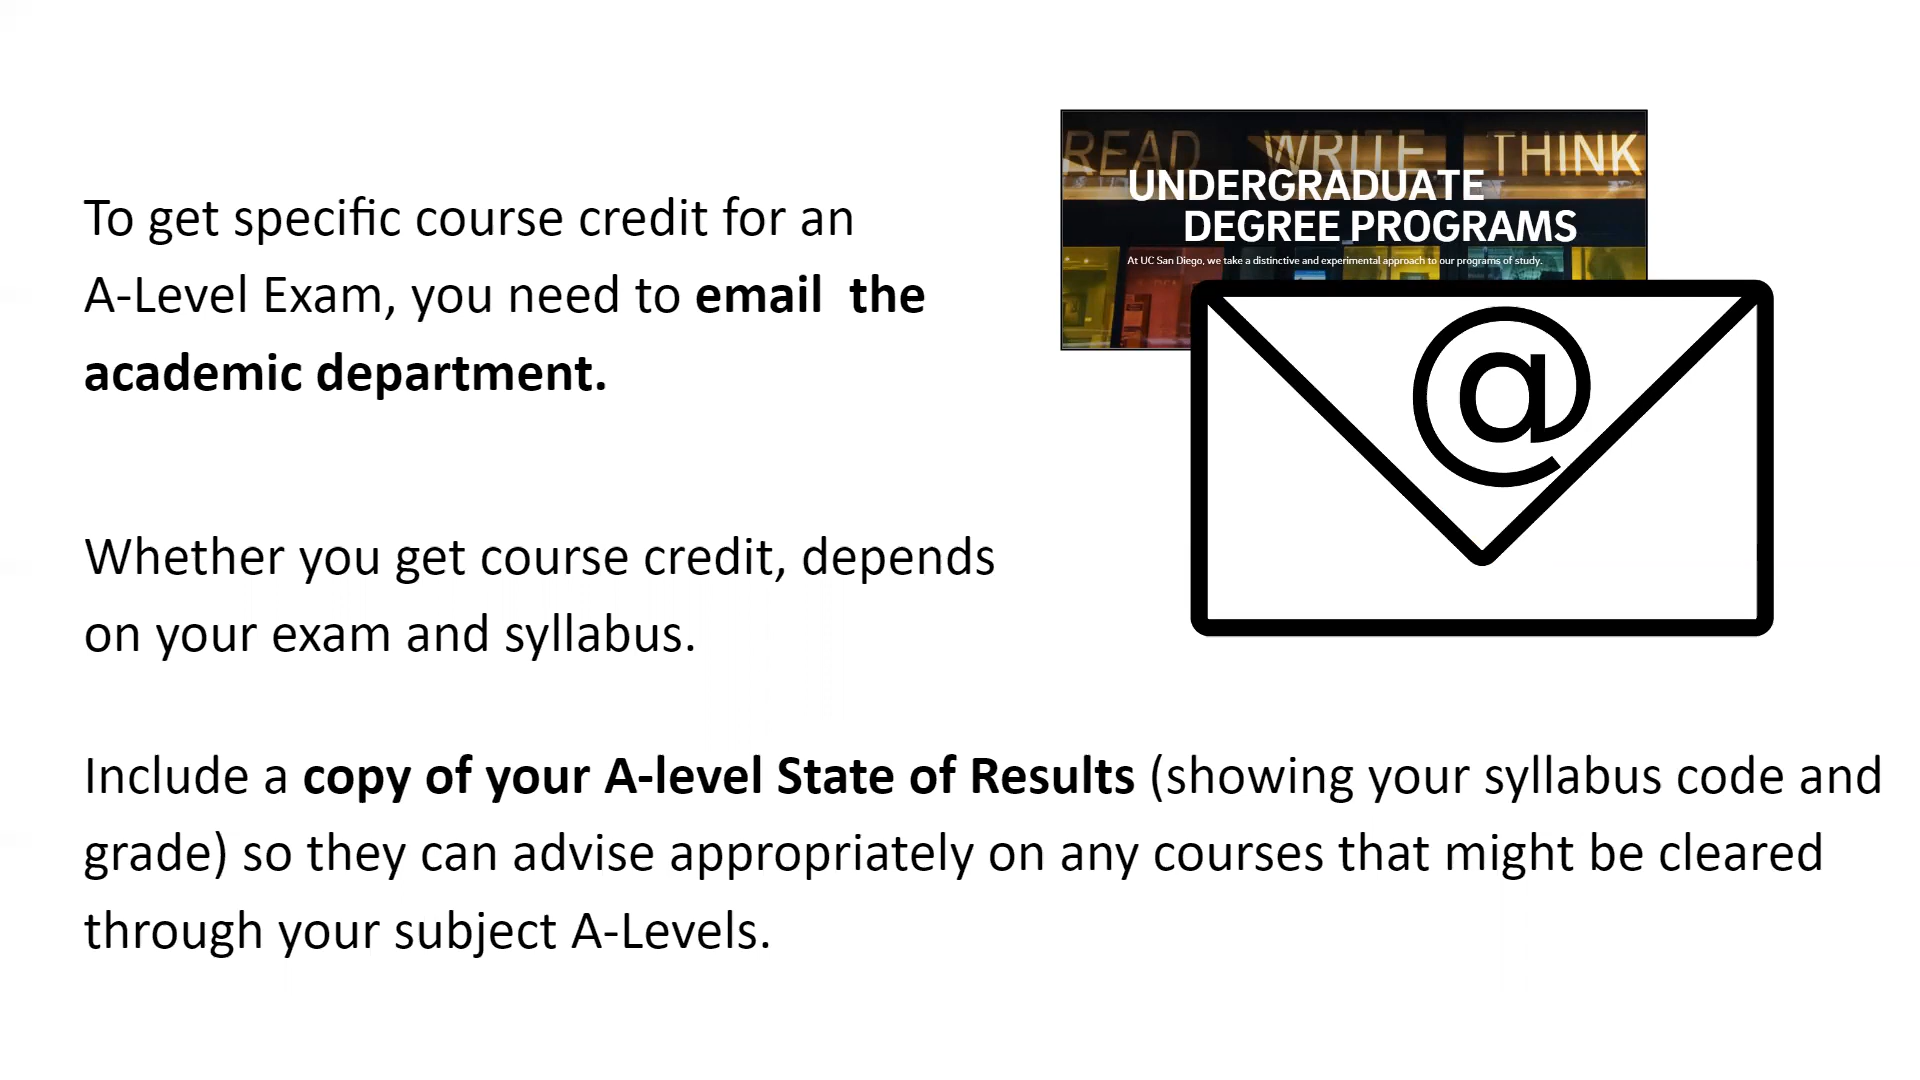 To get specific course credit for an
A-Level Exam, you need to email  the
academic department.
Whether you get course credit, depends
on your exam and syllabus.
Include a copy of your A-level State of Results (showing your syllabus code and
grade) so they can advise appropriately on any courses that might be cleared
through your subject A-Levels.
READ WRITE THINK
UNDERGRADUATE
DEGREE PROGRAMS
At UC San Diego, we take a distinctive and experimental approach to our programs of study.
@